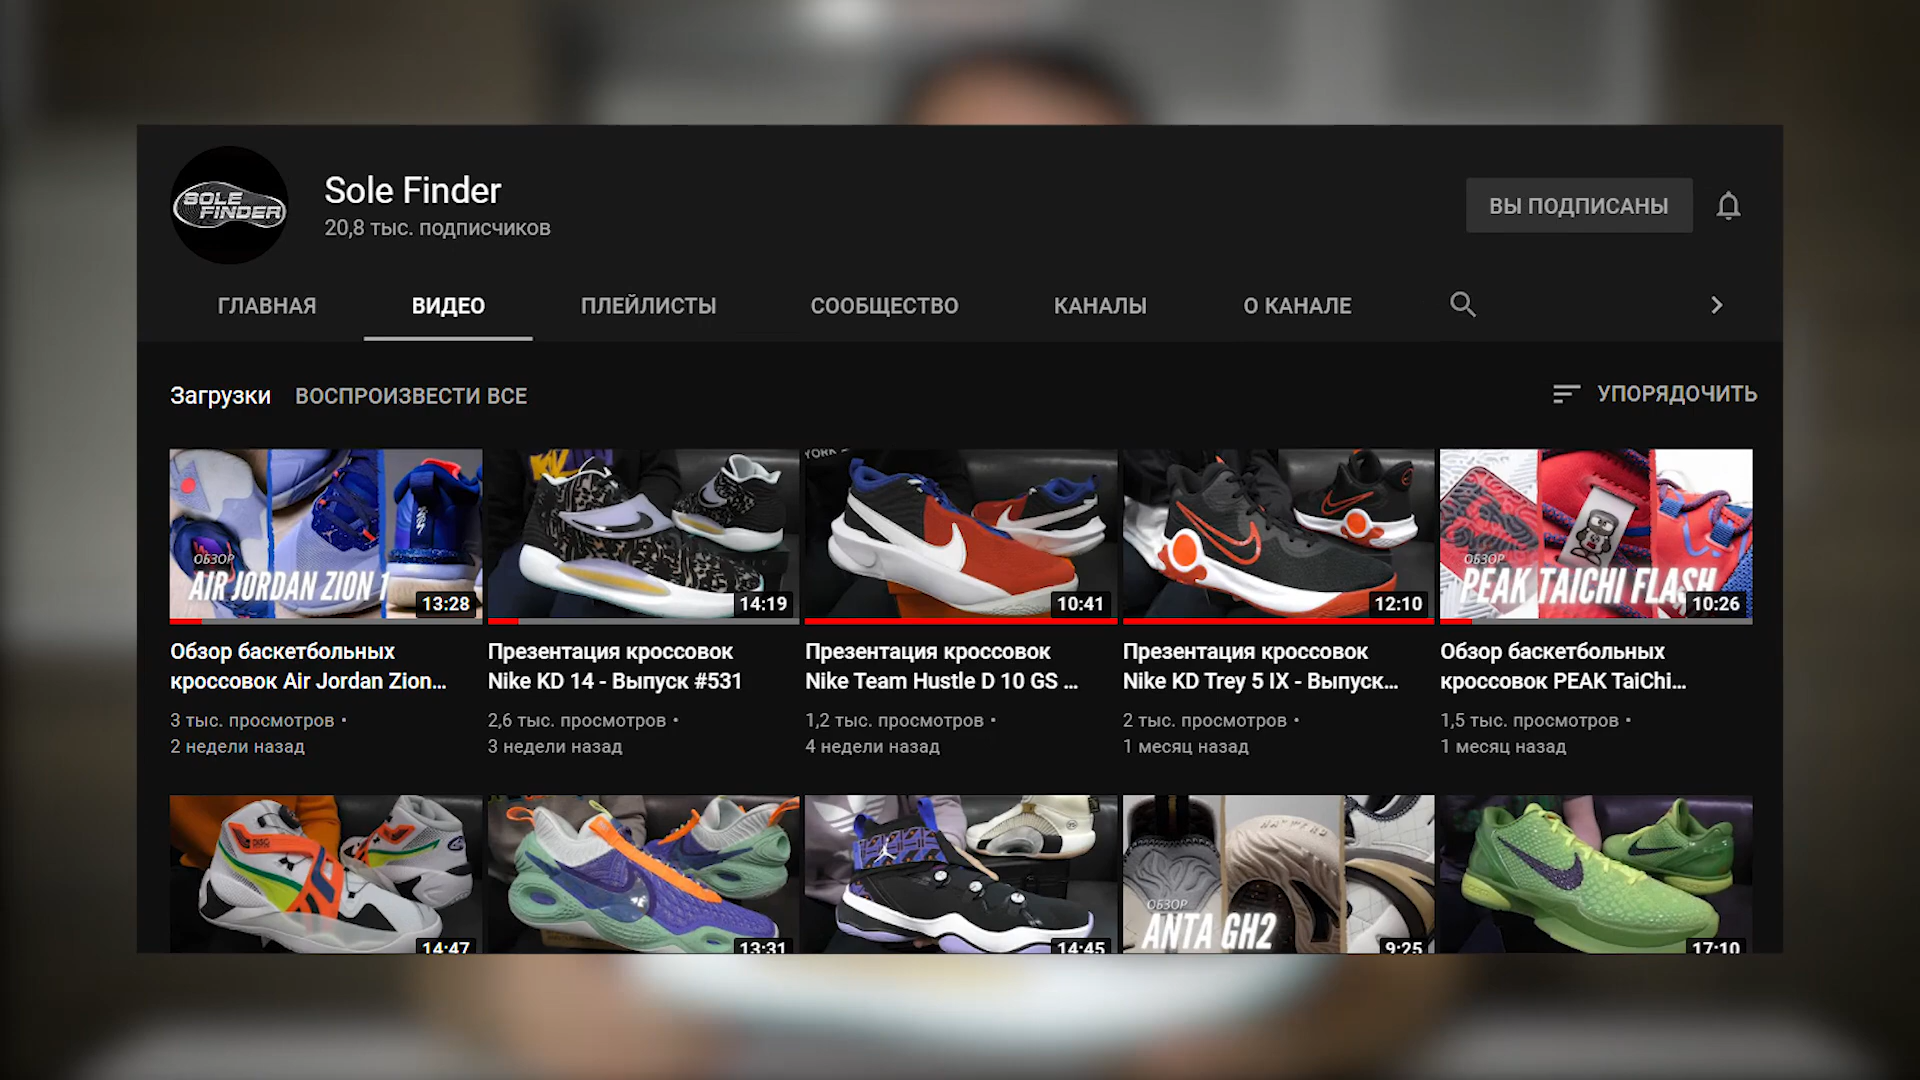 SOLE
FINDER
Sole Finder
20,8 тыс. подписчиков
ВЫ ПОДПИСАНЫ
ГЛАВНАЯ
ВИДЕО
ПЛЕЙЛИСТЫ
СООБЩЕСТВО
КАНАЛЫ
О КАНАЛЕ
Загрузки
ВОСПРОИЗВЕСТИ ВСЕ
УПОРЯДОЧИТЬ
ОБЗОР
AIR JORDAN ZION 1
13:28
14:19
YORK
10:41
12:10
ОБЗОР
PEAK TAICHI FLASH
10:26
Обзор баскетбольных
кроссовок Air Jordan Zion...
3 тыс. просмотров •
2 недели назад
Презентация кроссовок
Nike KD 14 - Выпуск #531
2,6 тыс. просмотров •
3 недели назад
Презентация кроссовок
Nike Team Hustle D 10 GS ...
1,2 тыс. просмотров •
4 недели назад
Презентация кроссовок
Nike KD Trey 5 IX - Выпуск...
2 тыс. просмотров •
1 месяц назад
Обзор баскетбольных
кроссовок PEAK TaiChi...
1,5 тыс. просмотров •
1 месяц назад
14:47
13:31
14:45
ОБЗОР
ANTA GH2
9:25
17:10